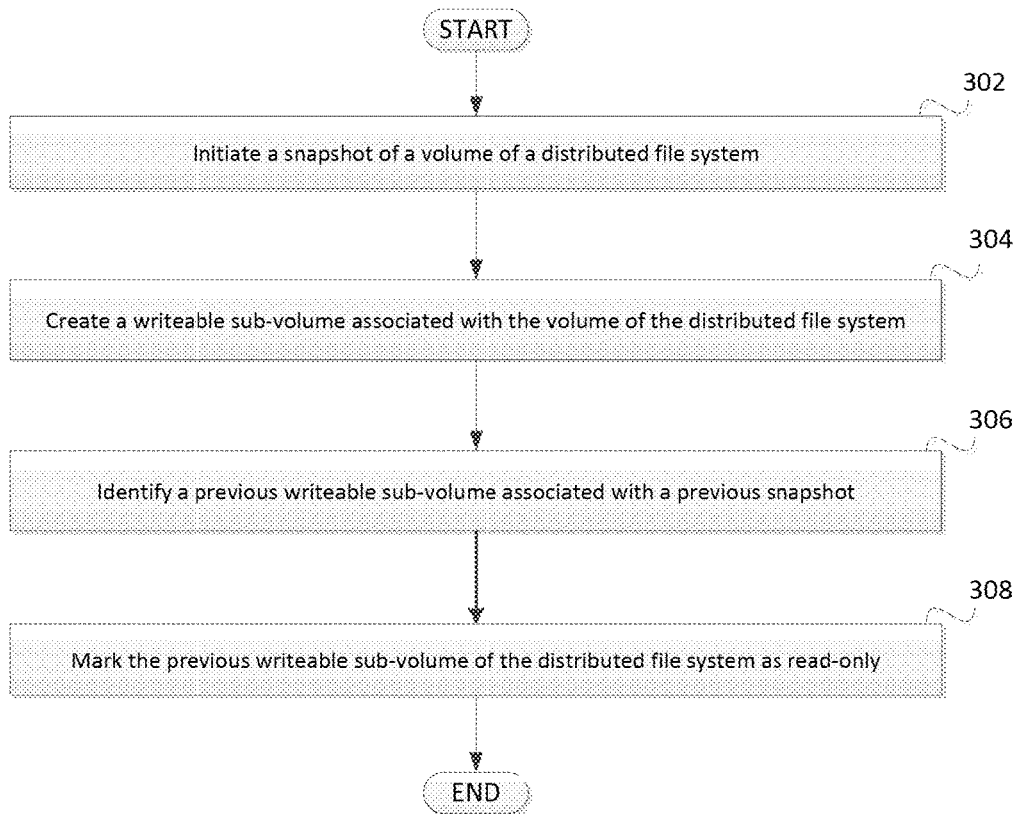 START
302
Initiate a snapshot of a volume of a distributed file system
304
Create a writeable sub-volume associated with the volume of the distributed file system
306
Identify a previous writeable sub-volume associated with a previous snapshot
308
Mark the previous writeable sub-volume of the distributed file system as read-only
END